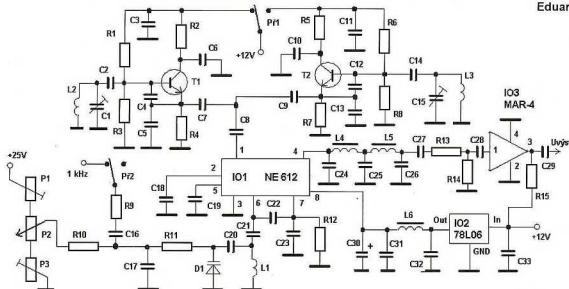 Eduar
R1 C3 R2 Př1 R5 C11 R6
+12V
C6 C10
C2 T1 T2 C12 C14 L3
L2 C1 C4 C7 C9 C15
R3 C5 R4 R7 C13 R8
IO3
MAR-4
C8
+25V
1 4 L4 L5 C27 R13 C28 1 4 3 Uvýst
P1 1 kHz Př2 2 IO1 NE 612 C24 C25 C26 R14 2 C29
R15
C18 5 C19 3 6 7 8
R9 C22 R12 L6 Out IO2 In
P2 C16 C21 C23 C30 + C31 78L06 +12V
R10 R11 C20 C32 GND C33
P3 C17 D1 L1